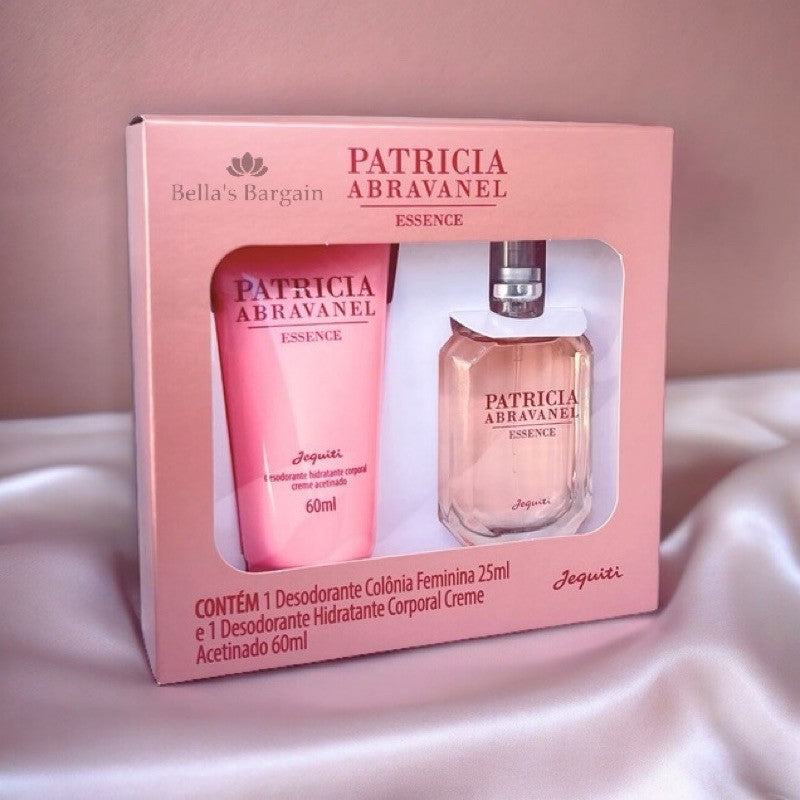 Bella's Bargain
PATRICIA
ABRAVANEL
ESSENCE
PATRICIA
ABRAVANEL
ESSENCE
Jequiti
desodorante hidratante corporal
creme acetinado
60ml
PATRICIA
ABRAVANEL
ESSENCE
Jequiti
CONTÉM 1 Desodorante Colônia Feminina 25ml
e 1 Desodorante Hidratante Corporal Creme
Acetinado 60ml
Jequiti